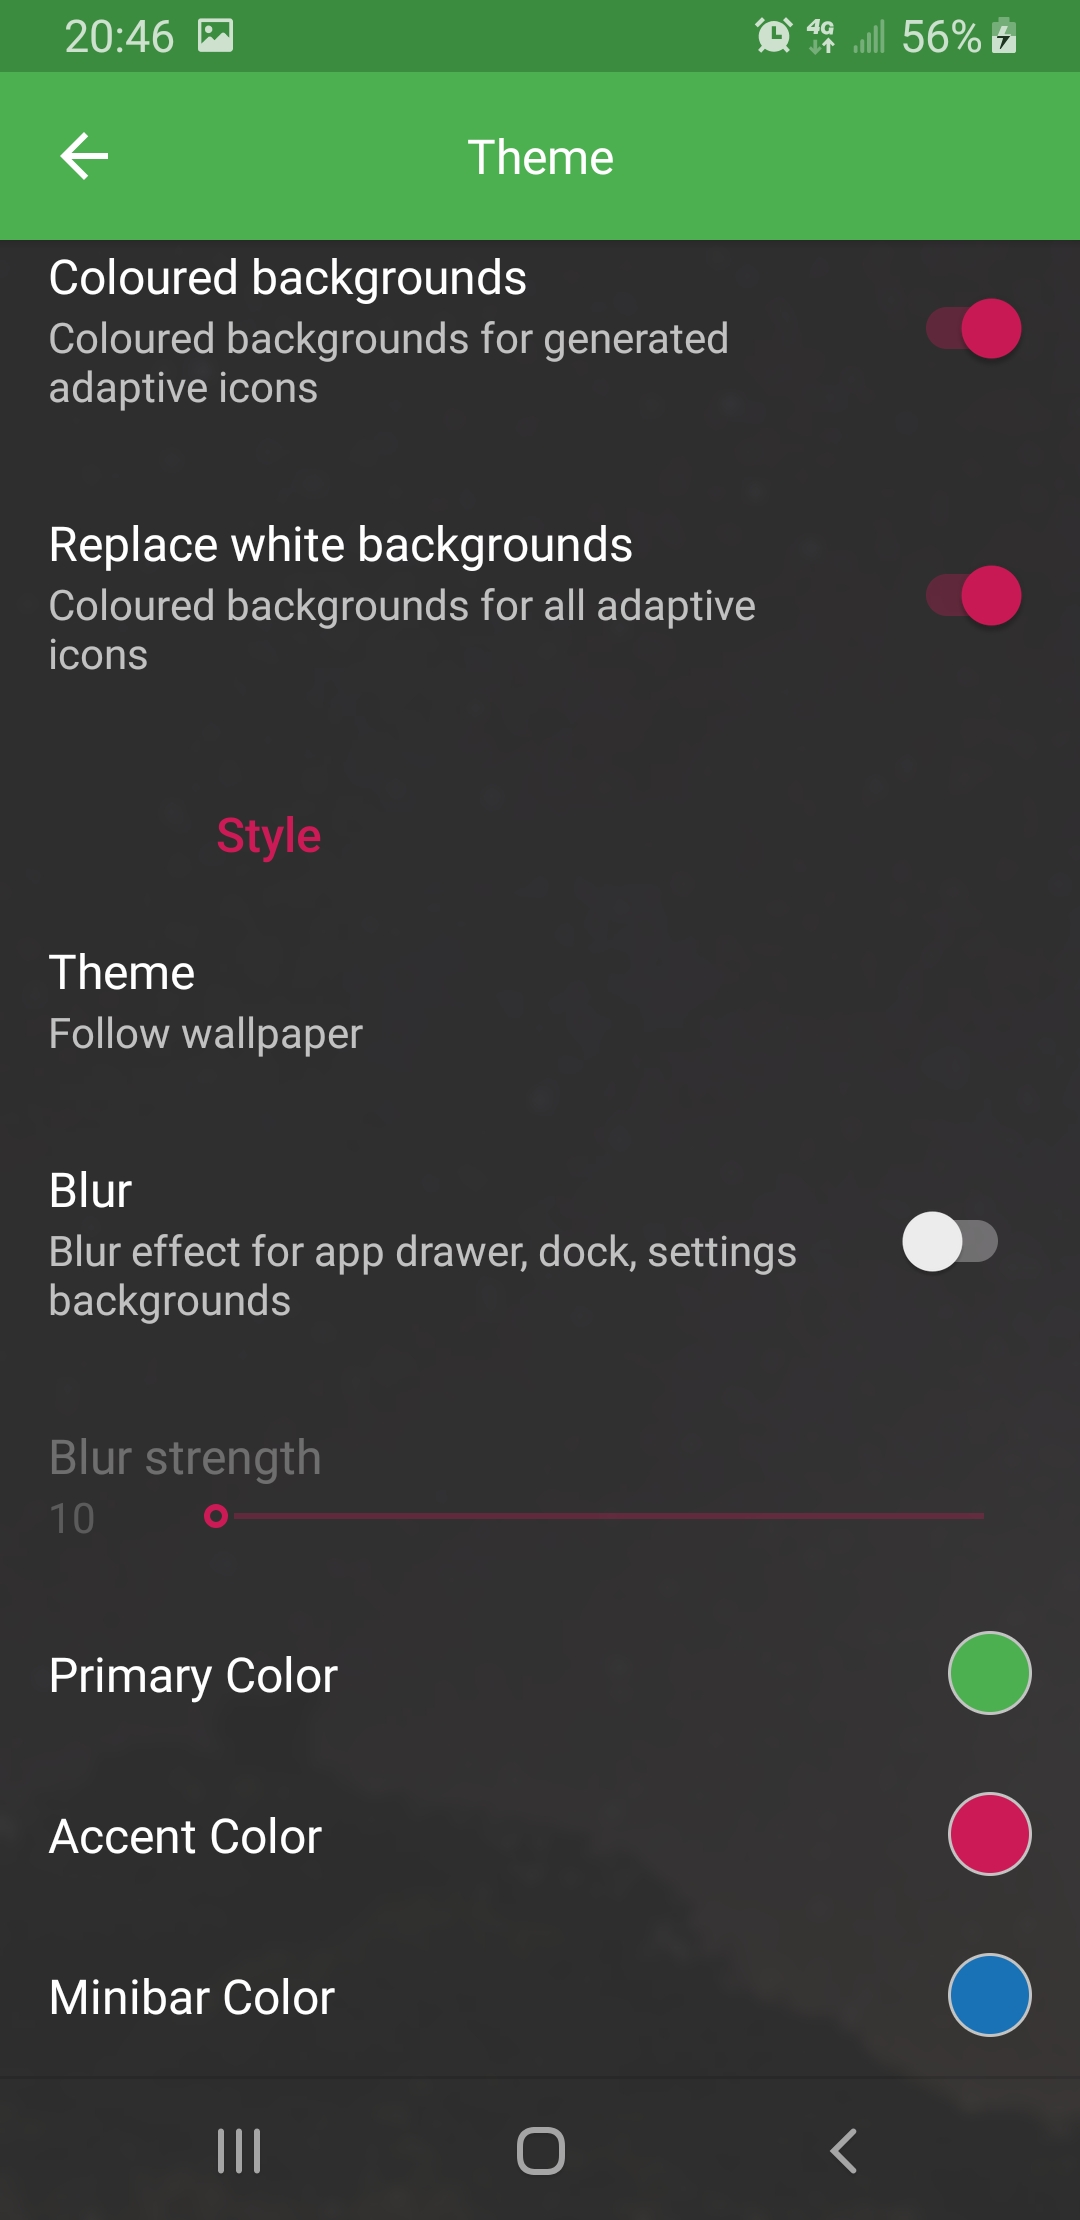 20:46
4G
56%
Theme
Coloured backgrounds
Coloured backgrounds for generated
adaptive icons
Replace white backgrounds
Coloured backgrounds for all adaptive
icons
Style
Theme
Follow wallpaper
Blur
Blur effect for app drawer, dock, settings
backgrounds
Blur strength
10
Primary Color
Accent Color
Minibar Color